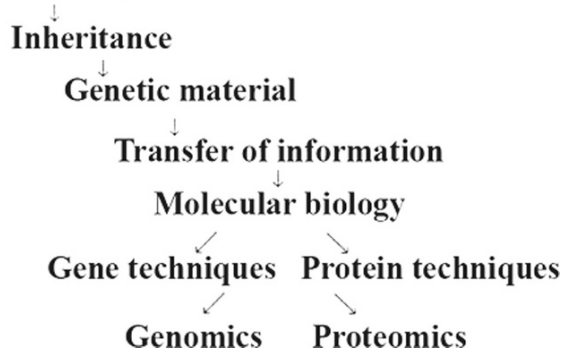 Inheritance
Genetic material
Transfer of information
Molecular biology
Gene techniques Protein techniques
Genomics Proteomics